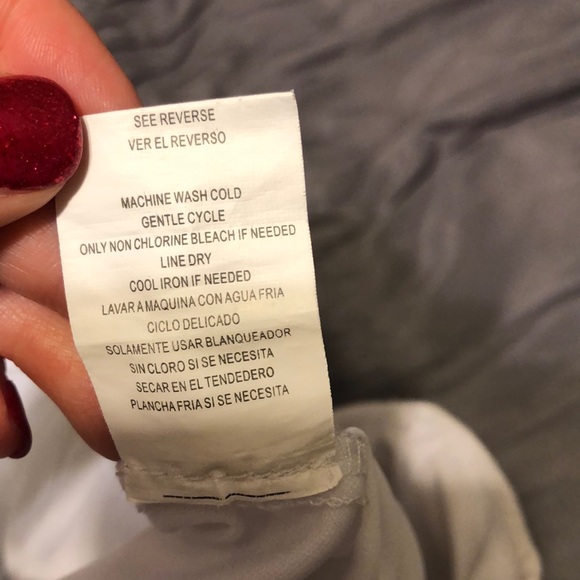 SEE REVERSE
VER EL REVERSO
MACHINE WASH COLD
GENTLE CYCLE
ONLY NON CHLORINE BLEACH IF NEEDED
LINE DRY
COOL IRON IF NEEDED
LAVAR A MAQUINA CON AGUA FRIA
CICLO DELICADO
SOLAMENTE USAR BLANQUEADOR
SIN CLORO SI SE NECESITA
SECAR EN EL TENDEDERO
PLANCHA FRIA SI SE NECESITA